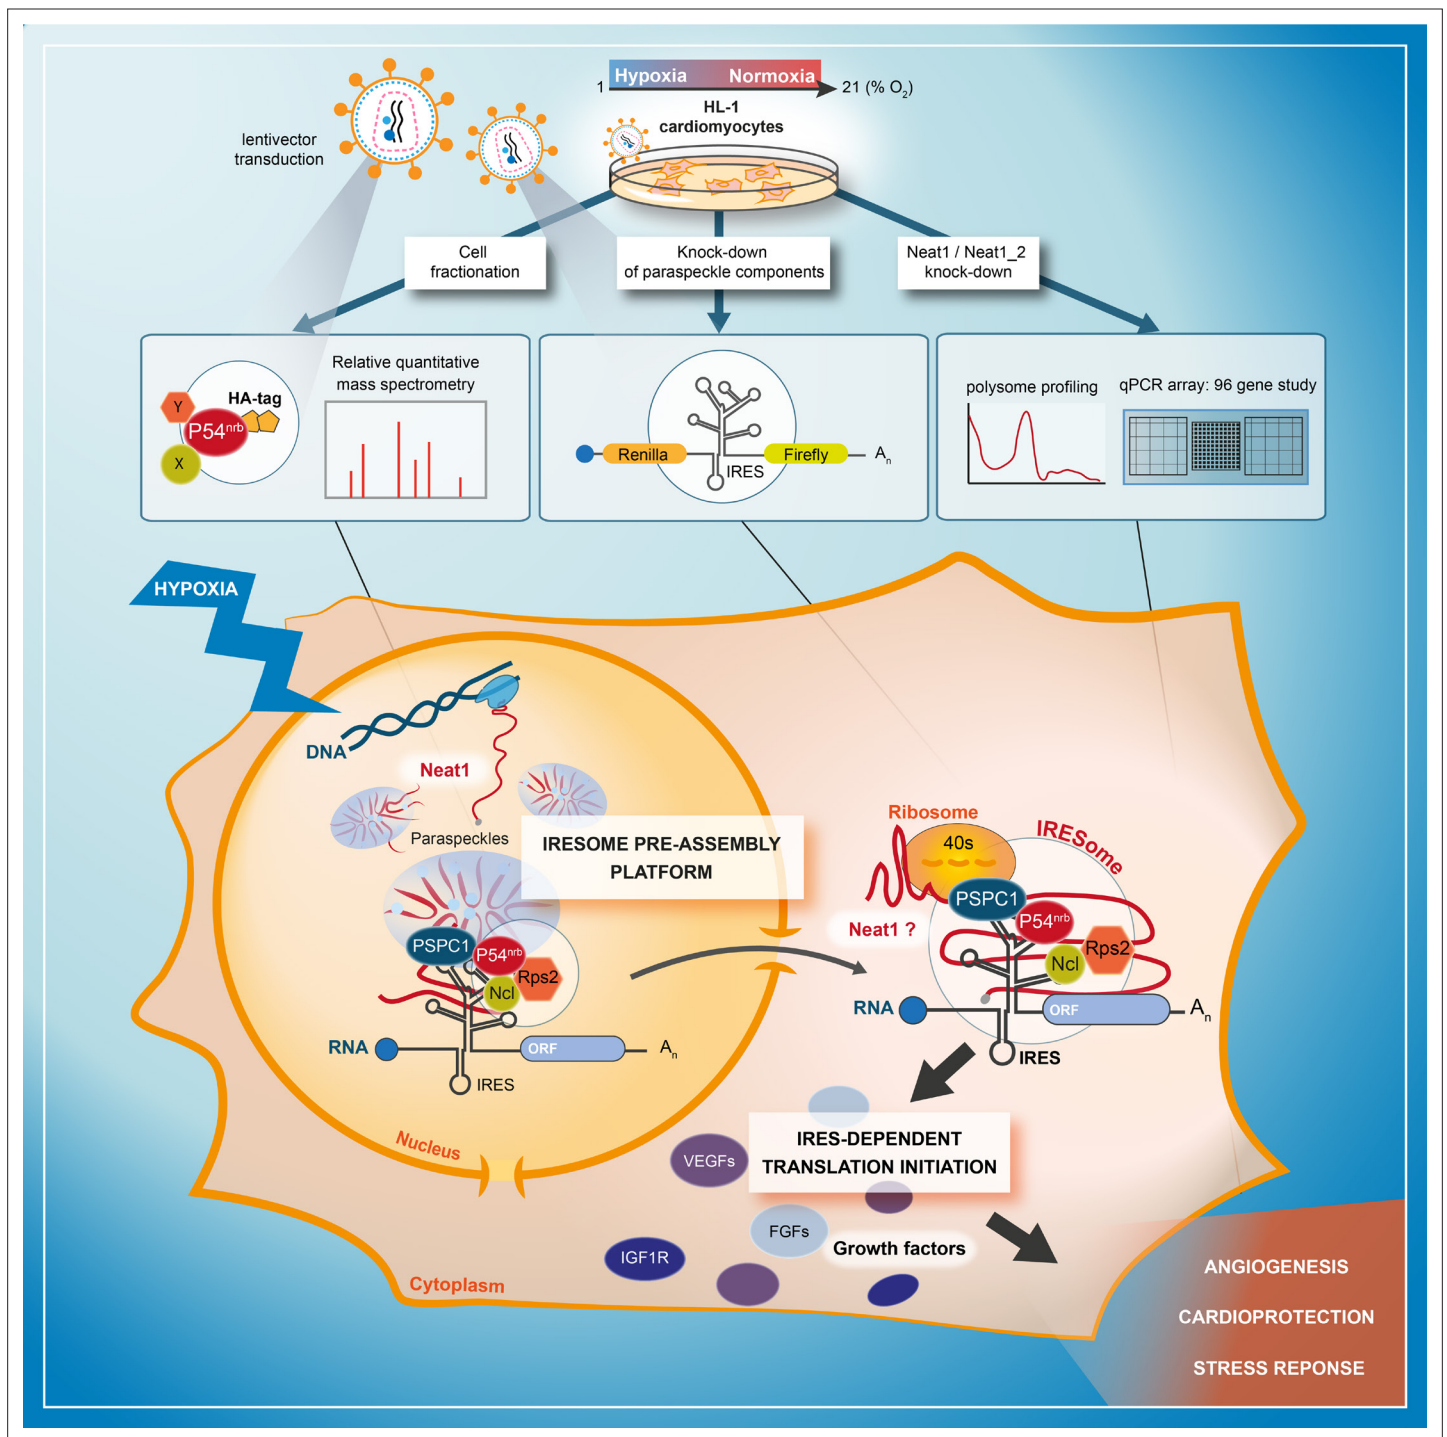 Hypoxia Normoxia
1 21 (% O2)
HL-1
cardiomyocytes
lentivector
transduction
Cell
fractionation
Knock-down
of paraspeckle components
Neat1 / Neat1_2
knock-down
Relative quantitative
mass spectrometry
HA-tag
Y
P54nrb
X
Renilla
IRES
Firefly
An
polysome profiling
qPCR array: 96 gene study
HYPOXIA
DNA
Neat1
Paraspeckles
IRESOME PRE-ASSEMBLY
PLATFORM
PSPC1
P54nrb
Rps2
Ncl
RNA
ORF
An
IRES
Nucleus
Ribosome
40s
IRESome
PSPC1
P54nrb
Neat1 ?
Rps2
Ncl
RNA
ORF
An
IRES
IRES-DEPENDENT
TRANSLATION INITIATION
VEGFs
FGFs
Growth factors
IGF1R
Cytoplasm
ANGIOGENESIS
CARDIOPROTECTION
STRESS REPONSE